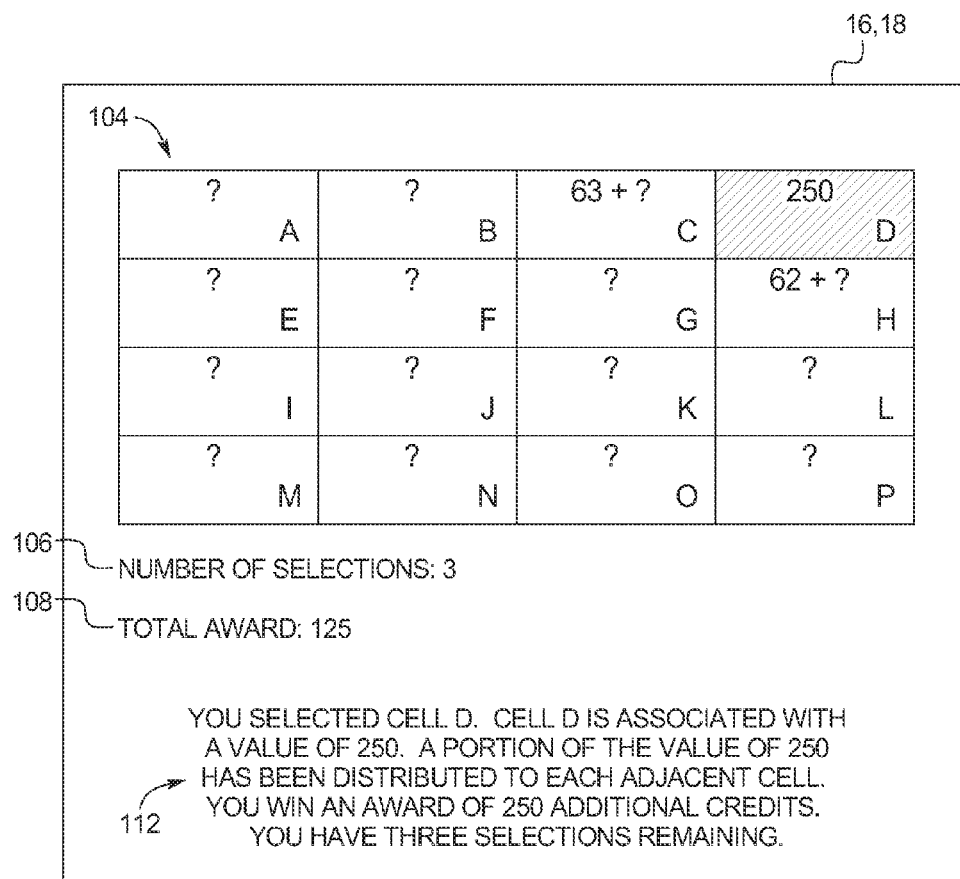 16,18
104
? ? 63 + ? 250
A B C D
? ? ? 62 + ?
E F G H
? ? ? ?
I J K L
? ? ? ?
M N O P
106
NUMBER OF SELECTIONS: 3
108
TOTAL AWARD: 125
YOU SELECTED CELL D. CELL D IS ASSOCIATED WITH
A VALUE OF 250. A PORTION OF THE VALUE OF 250
HAS BEEN DISTRIBUTED TO EACH ADJACENT CELL.
YOU WIN AN AWARD OF 250 ADDITIONAL CREDITS.
YOU HAVE THREE SELECTIONS REMAINING.
112